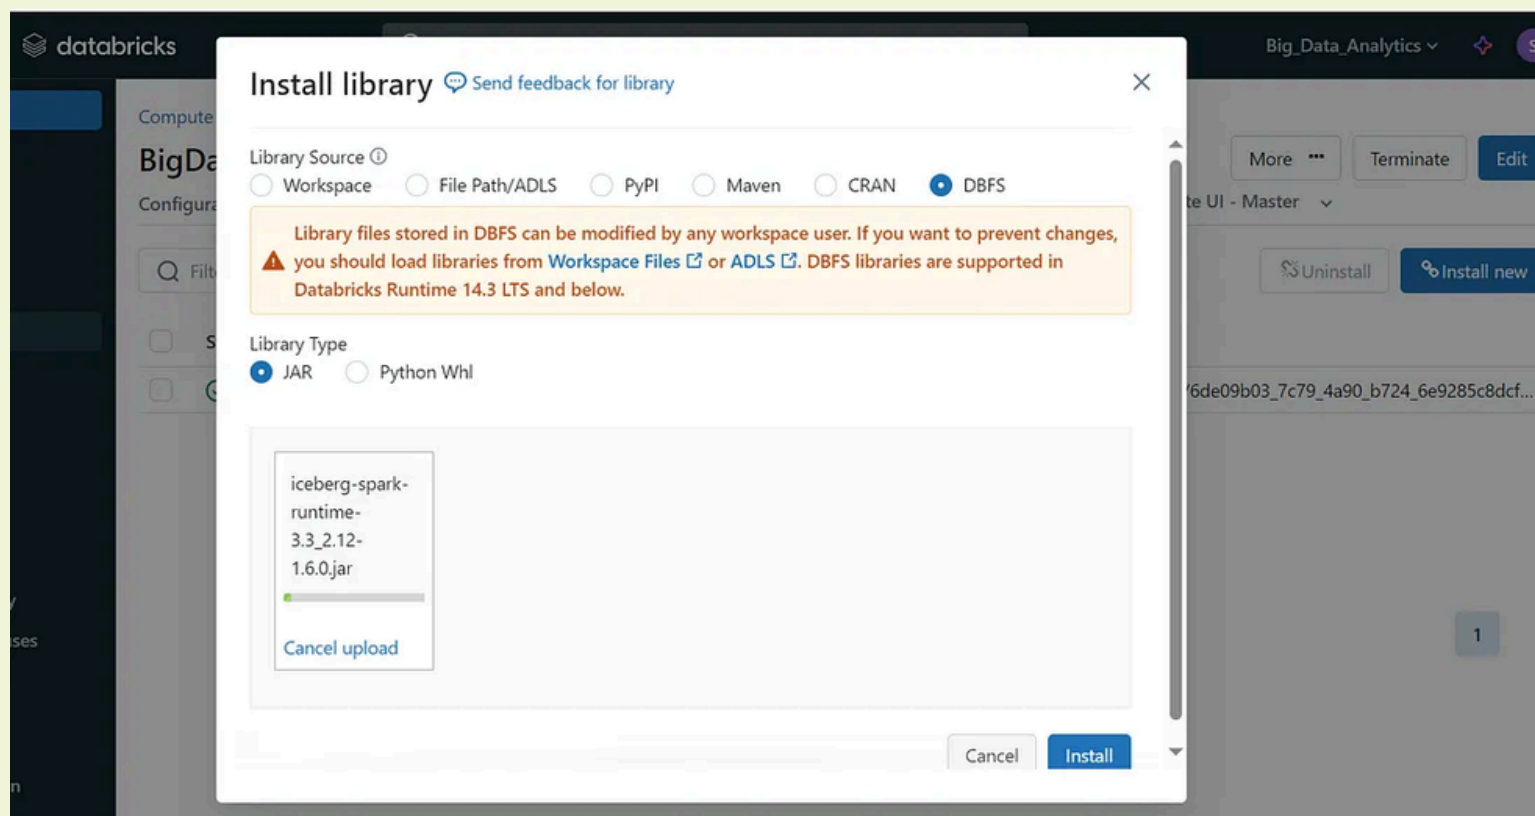 databricks
Big_Data_Analytics
S
Install library Send feedback for library
Compute
BigDa
More ... Terminate Edit
Library Source
Workspace File Path/ADLS PyPI Maven CRAN DBFS
Configura
te UI - Master
Library files stored in DBFS can be modified by any workspace user. If you want to prevent changes,
you should load libraries from Workspace Files or ADLS. DBFS libraries are supported in
Databricks Runtime 14.3 LTS and below.
Filt
Uninstall Install new
S
Library Type
JAR Python Whl
6de09b03_7c79_4a90_b724_6e9285c8dcf...
iceberg-spark-
runtime-
3.3_2.12-
1.6.0.jar
Cancel upload
y
ses
1
Cancel Install
n